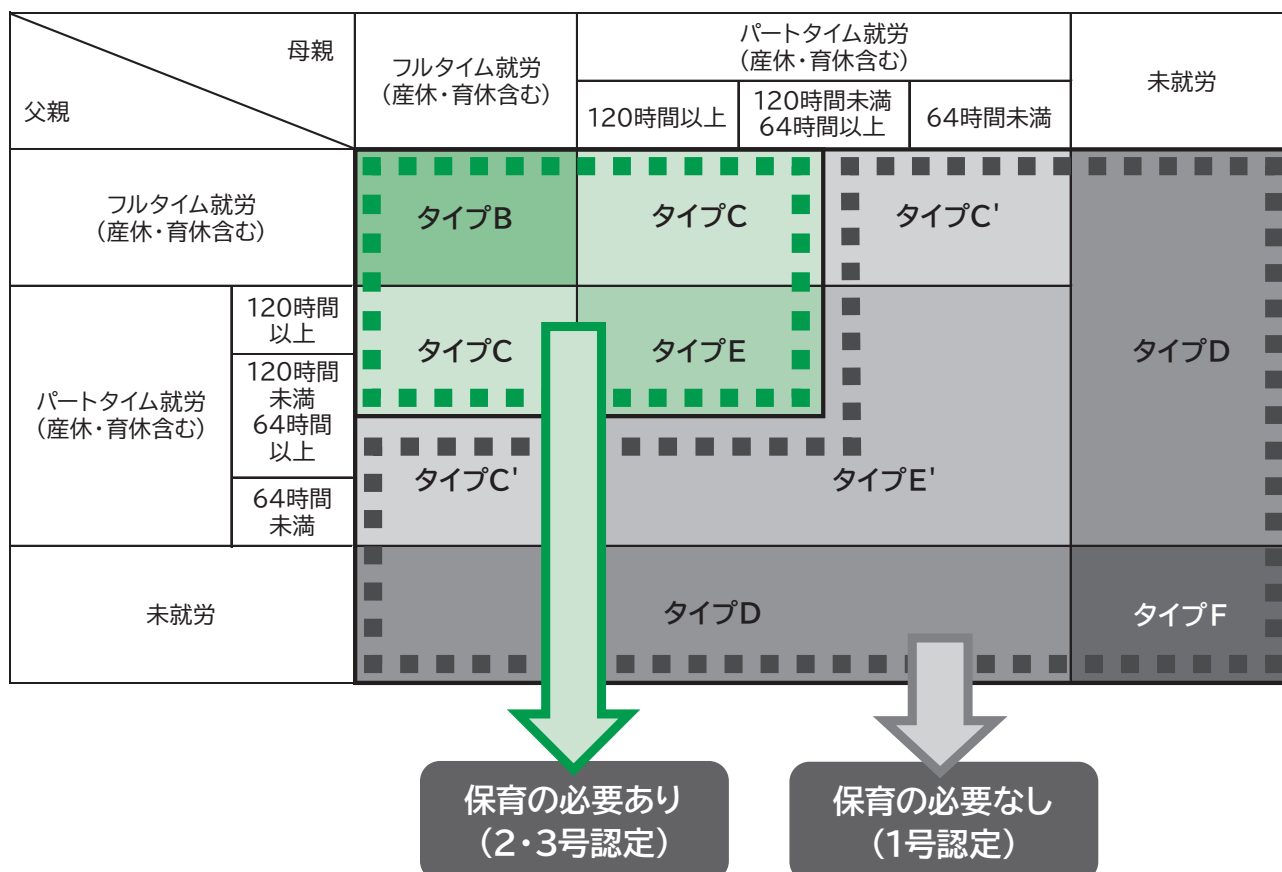 母親
父親
フルタイム就労
(産休・育休含む)
パートタイム就労
(産休・育休含む)
120時間以上
120時間未満
64時間以上
64時間未満
未就労
フルタイム就労
(産休・育休含む)
タイプB
タイプC
タイプC'
パートタイム就労
(産休・育休含む)
120時間
以上
120時間
未満
64時間
以上
64時間
未満
タイプC
タイプE
タイプD
タイプC'
タイプE'
未就労
タイプD
タイプF
保育の必要あり
(2・3号認定)
保育の必要なし
(1号認定)